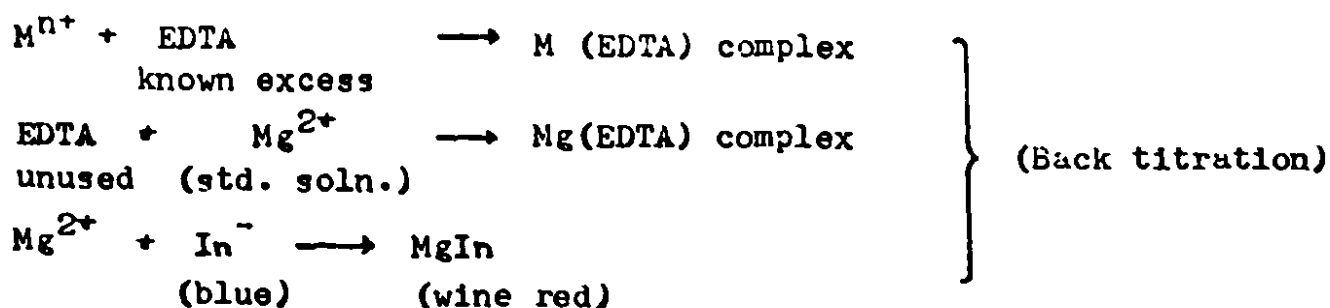 Mⁿ⁺ + EDTA ⟶ M (EDTA) complex
known excess
EDTA + Mg²⁺ ⟶ Mg(EDTA) complex
unused (std. soln.)
(Back titration)
Mg²⁺ + In⁻ ⟶ MgIn
(blue) (wine red)